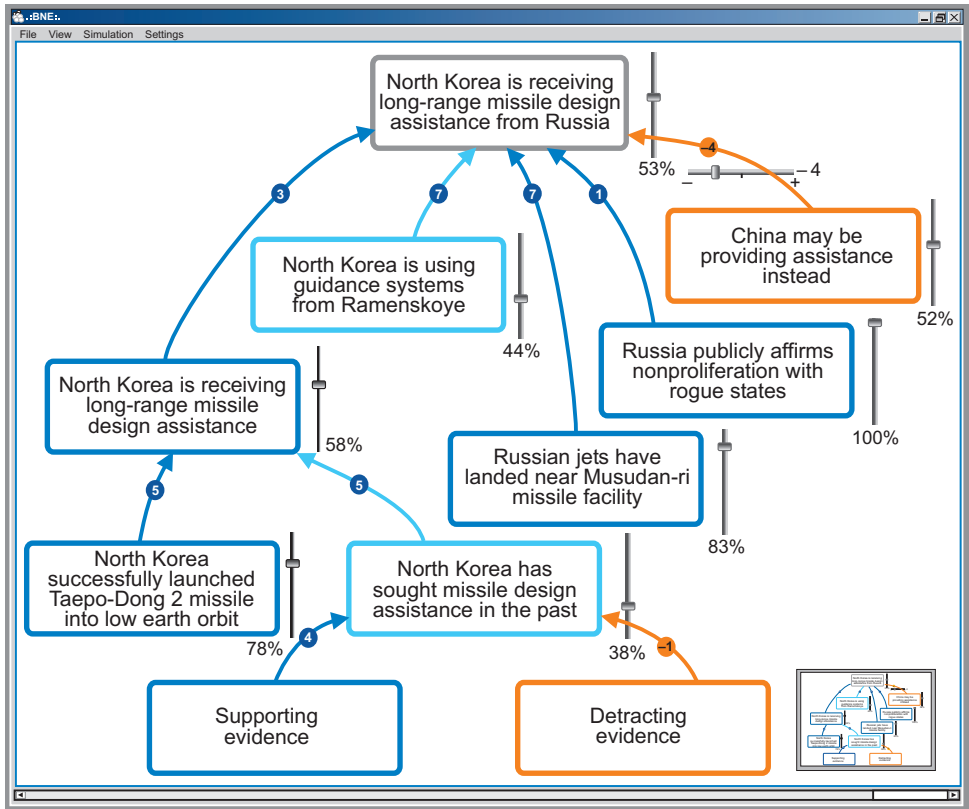 .:BNE:.
File View Simulation Settings
North Korea is receiving
long-range missile design
assistance from Russia
53%
–4
– 4
–
+
3
7
7
1
China may be
providing assistance
instead
52%
North Korea is using
guidance systems
from Ramenskoye
44%
Russia publicly affirms
nonproliferation with
rogue states
100%
North Korea is receiving
long-range missile
design assistance
58%
Russian jets have
landed near Musudan-ri
missile facility
83%
5
5
North Korea
successfully launched
Taepo-Dong 2 missile
into low earth orbit
78%
North Korea has
sought missile design
assistance in the past
38%
4
–1
Supporting
evidence
Detracting
evidence